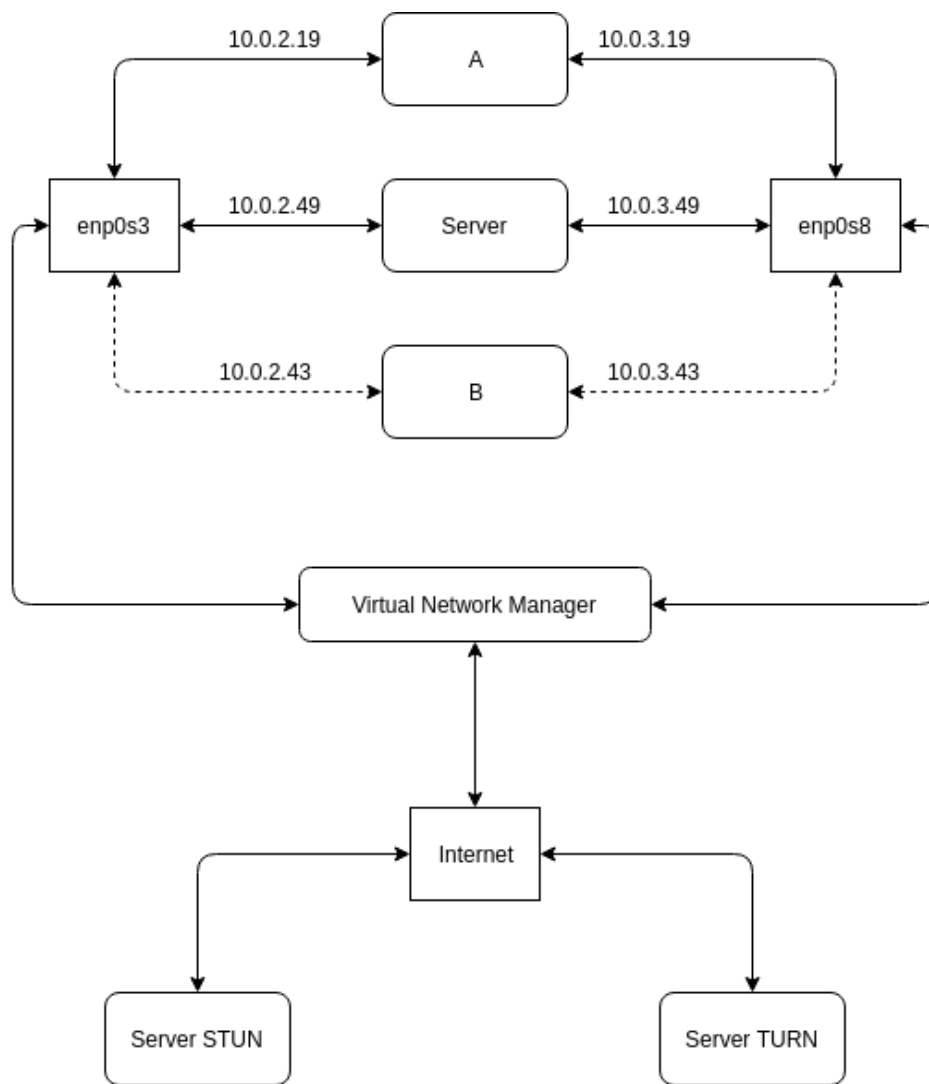 10.0.2.19
A
10.0.3.19
enp0s3
10.0.2.49
Server
10.0.3.49
enp0s8
10.0.2.43
B
10.0.3.43
Virtual Network Manager
Internet
Server STUN
Server TURN